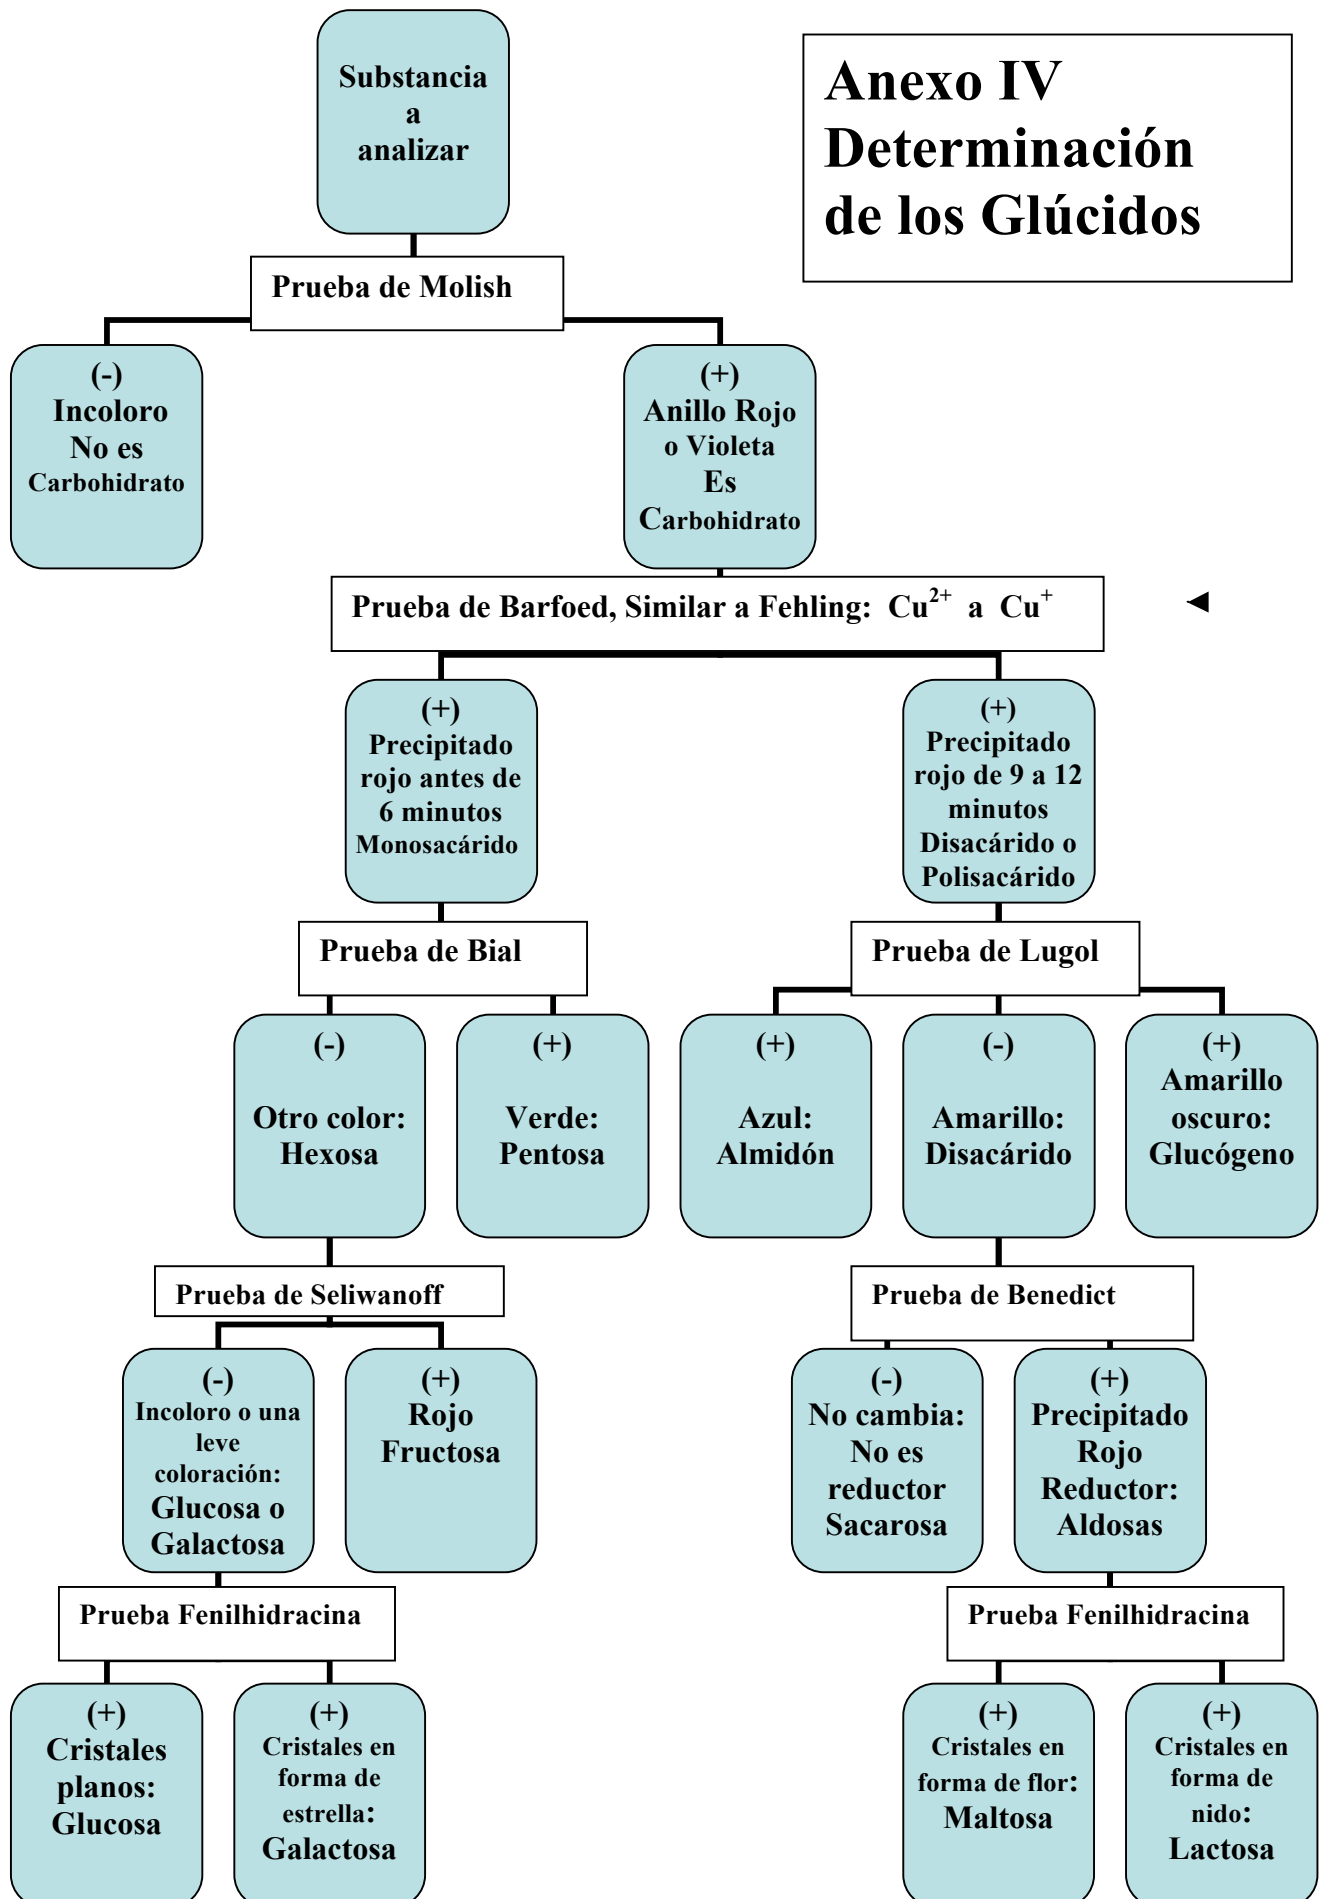 Substancia
a
analizar
Anexo IV
Determinación
de los Glúcidos
Prueba de Molish
(-)
Incoloro
No es
Carbohidrato
(+)
Anillo Rojo
o Violeta
Es
Carbohidrato
Prueba de Barfoed, Similar a Fehling: Cu²⁺ a Cu⁺
(+)
Precipitado
rojo antes de
6 minutos
Monosacárido
(+)
Precipitado
rojo de 9 a 12
minutos
Disacárido o
Polisacárido
Prueba de Bial
Prueba de Lugol
(-)
Otro color:
Hexosa
(+)
Verde:
Pentosa
(+)
Azul:
Almidón
(-)
Amarillo:
Disacárido
(+)
Amarillo
oscuro:
Glucógeno
Prueba de Seliwanoff
Prueba de Benedict
(-)
Incoloro o una
leve
coloración:
Glucosa o
Galactosa
(+)
Rojo
Fructosa
(-)
No cambia:
No es
reductor
Sacarosa
(+)
Precipitado
Rojo
Reductor:
Aldosas
Prueba Fenilhidracina
Prueba Fenilhidracina
(+)
Cristales
planos:
Glucosa
(+)
Cristales en
forma de
estrella:
Galactosa
(+)
Cristales en
forma de flor:
Maltosa
(+)
Cristales en
forma de
nido:
Lactosa